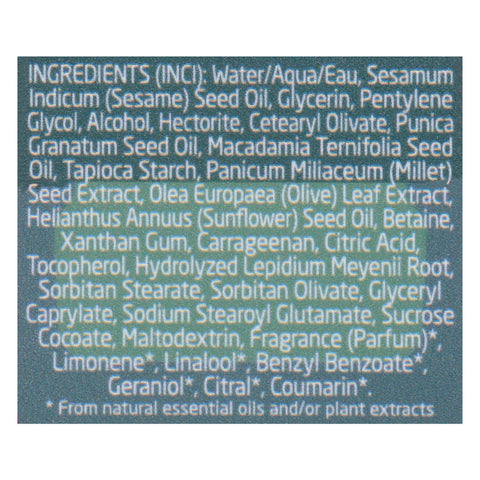 INGREDIENTS (INCI): Water/Aqua/Eau, Sesamum
Indicum (Sesame) Seed Oil, Glycerin, Pentylene
Glycol, Alcohol, Hectorite, Cetearyl Olivate, Punica
Granatum Seed Oil, Macadamia Ternifolia Seed
Oil, Tapioca Starch, Panicum Miliaceum (Millet)
Seed Extract, Olea Europaea (Olive) Leaf Extract,
Helianthus Annuus (Sunflower) Seed Oil, Betaine,
Xanthan Gum, Carrageenan, Citric Acid,
Tocopherol, Hydrolyzed Lepidium Meyenii Root,
Sorbitan Stearate, Sorbitan Olivate, Glyceryl
Caprylate, Sodium Stearoyl Glutamate, Sucrose
Cocoate, Maltodextrin, Fragrance (Parfum)*,
Limonene*, Linalool*, Benzyl Benzoate*,
Geraniol*, Citral*, Coumarin*.
* From natural essential oils and/or plant extracts